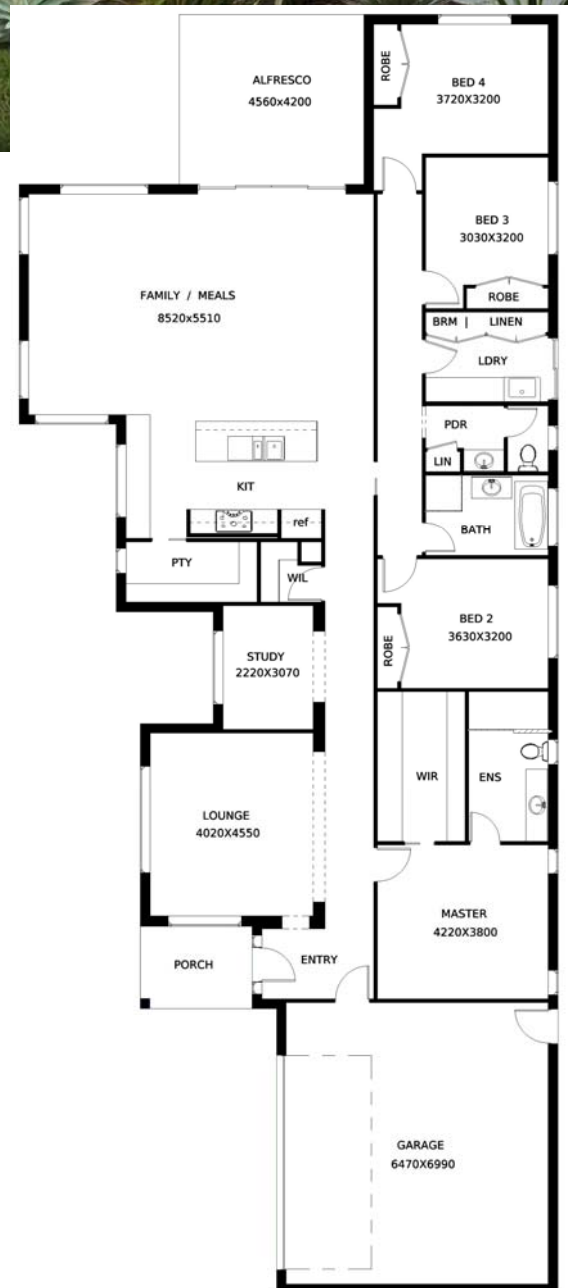 ALFRESCO
4560x4200
ROBE
BED 4
3720X3200
BED 3
3030X3200
ROBE
FAMILY / MEALS
8520x5510
BRM | LINEN
LDRY
PDR
LIN
KIT
ref
BATH
PTY
WIL
BED 2
3630X3200
ROBE
STUDY
2220X3070
WIR
ENS
LOUNGE
4020X4550
MASTER
4220X3800
PORCH
ENTRY
GARAGE
6470X6990